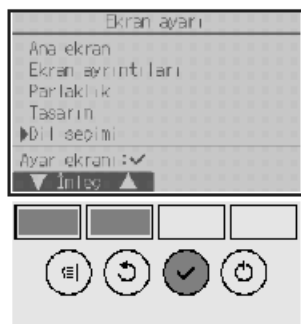 Ekran ayarı
Ana ekran
Ekran ayrıntıları
Parlaklık
Tasarım
▶Dil seçimi
Ayar ekranı:✓
▼ İmleç ▲